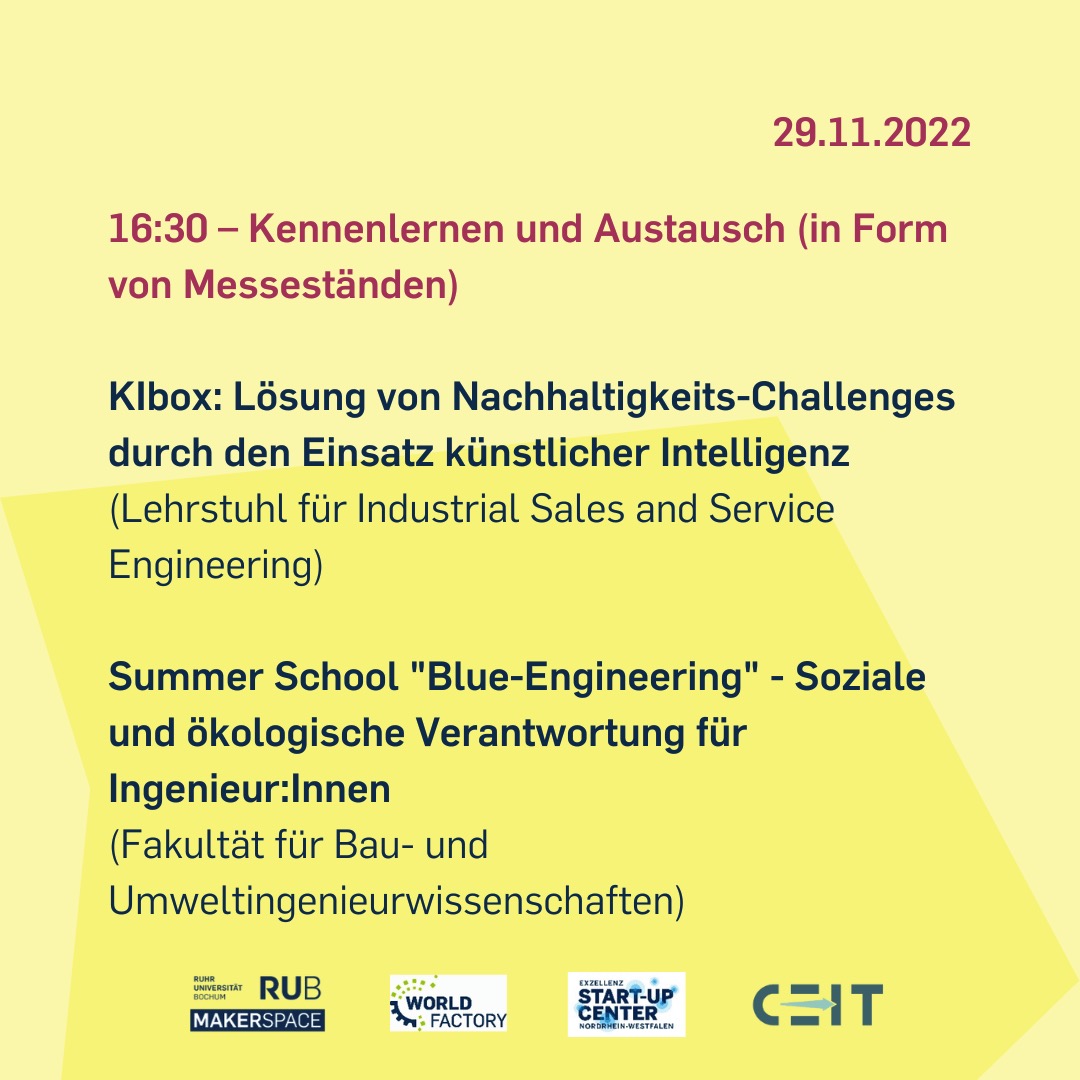 29.11.2022
16:30 – Kennenlernen und Austausch (in Form
von Messeständen)
KIbox: Lösung von Nachhaltigkeits-Challenges
durch den Einsatz künstlicher Intelligenz
(Lehrstuhl für Industrial Sales and Service
Engineering)
Summer School "Blue-Engineering" - Soziale
und ökologische Verantwortung für
Ingenieur:Innen
(Fakultät für Bau- und
Umweltingenieurwissenschaften)
RUHR
UNIVERSITÄT
BOCHUM
RUB
MAKERSPACE
WORLD
FACTORY
EXZELLENZ
START-UP
CENTER
NORDRHEIN-WESTFALEN
CEIT